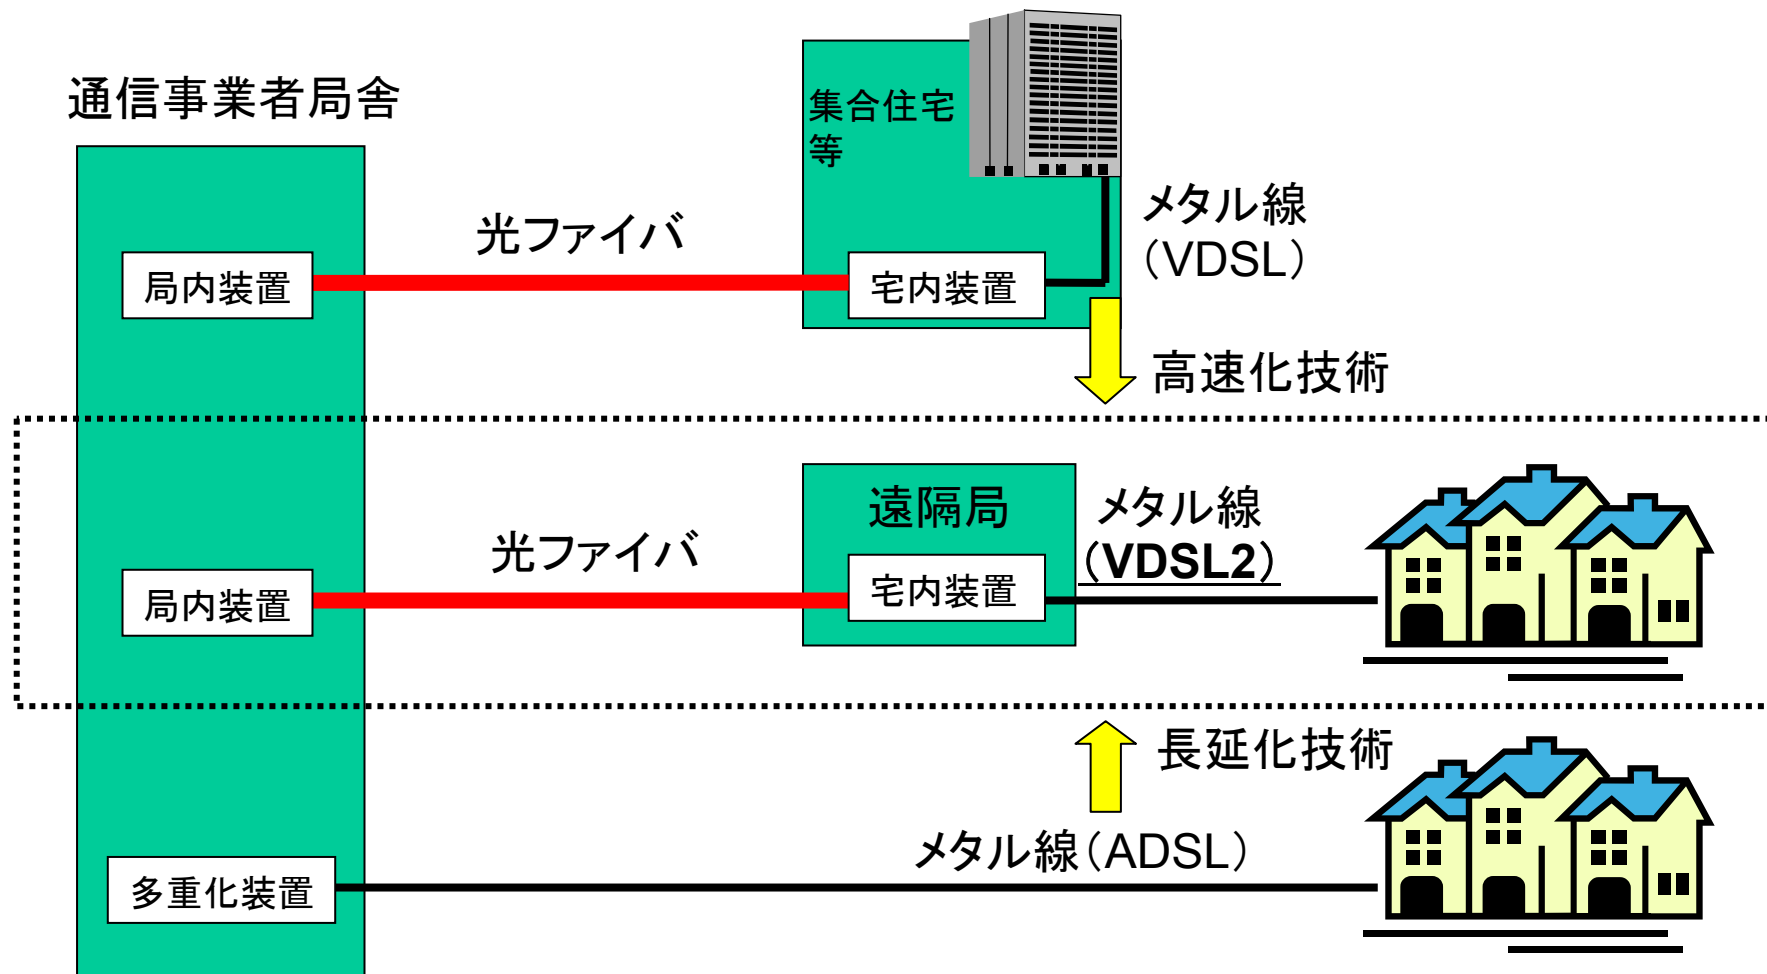 通信事業者局舎
集合住宅
等
光ファイバ
メタル線
(VDSL)
局内装置
宅内装置
高速化技術
遠隔局
メタル線
(VDSL2)
光ファイバ
局内装置
宅内装置
長延化技術
メタル線(ADSL)
多重化装置